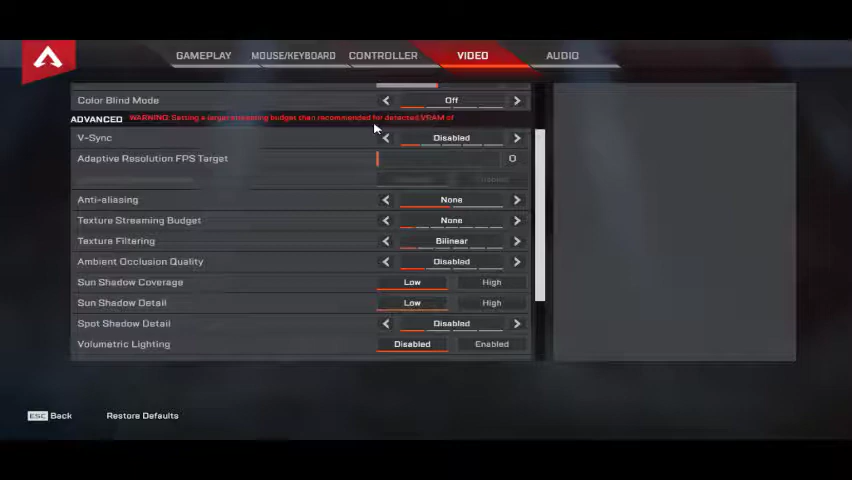 GAMEPLAY MOUSE/KEYBOARD CONTROLLER VIDEO AUDIO
Color Blind Mode Off
ADVANCED WARNING: Setting a larger streaming budget than recommended for detected VRAM of
V-Sync Disabled
Adaptive Resolution FPS Target 0
Anti-aliasing None
Texture Streaming Budget None
Texture Filtering Bilinear
Ambient Occlusion Quality Disabled
Sun Shadow Coverage Low High
Sun Shadow Detail Low High
Spot Shadow Detail Disabled
Volumetric Lighting Disabled Enabled
ESC Back Restore Defaults